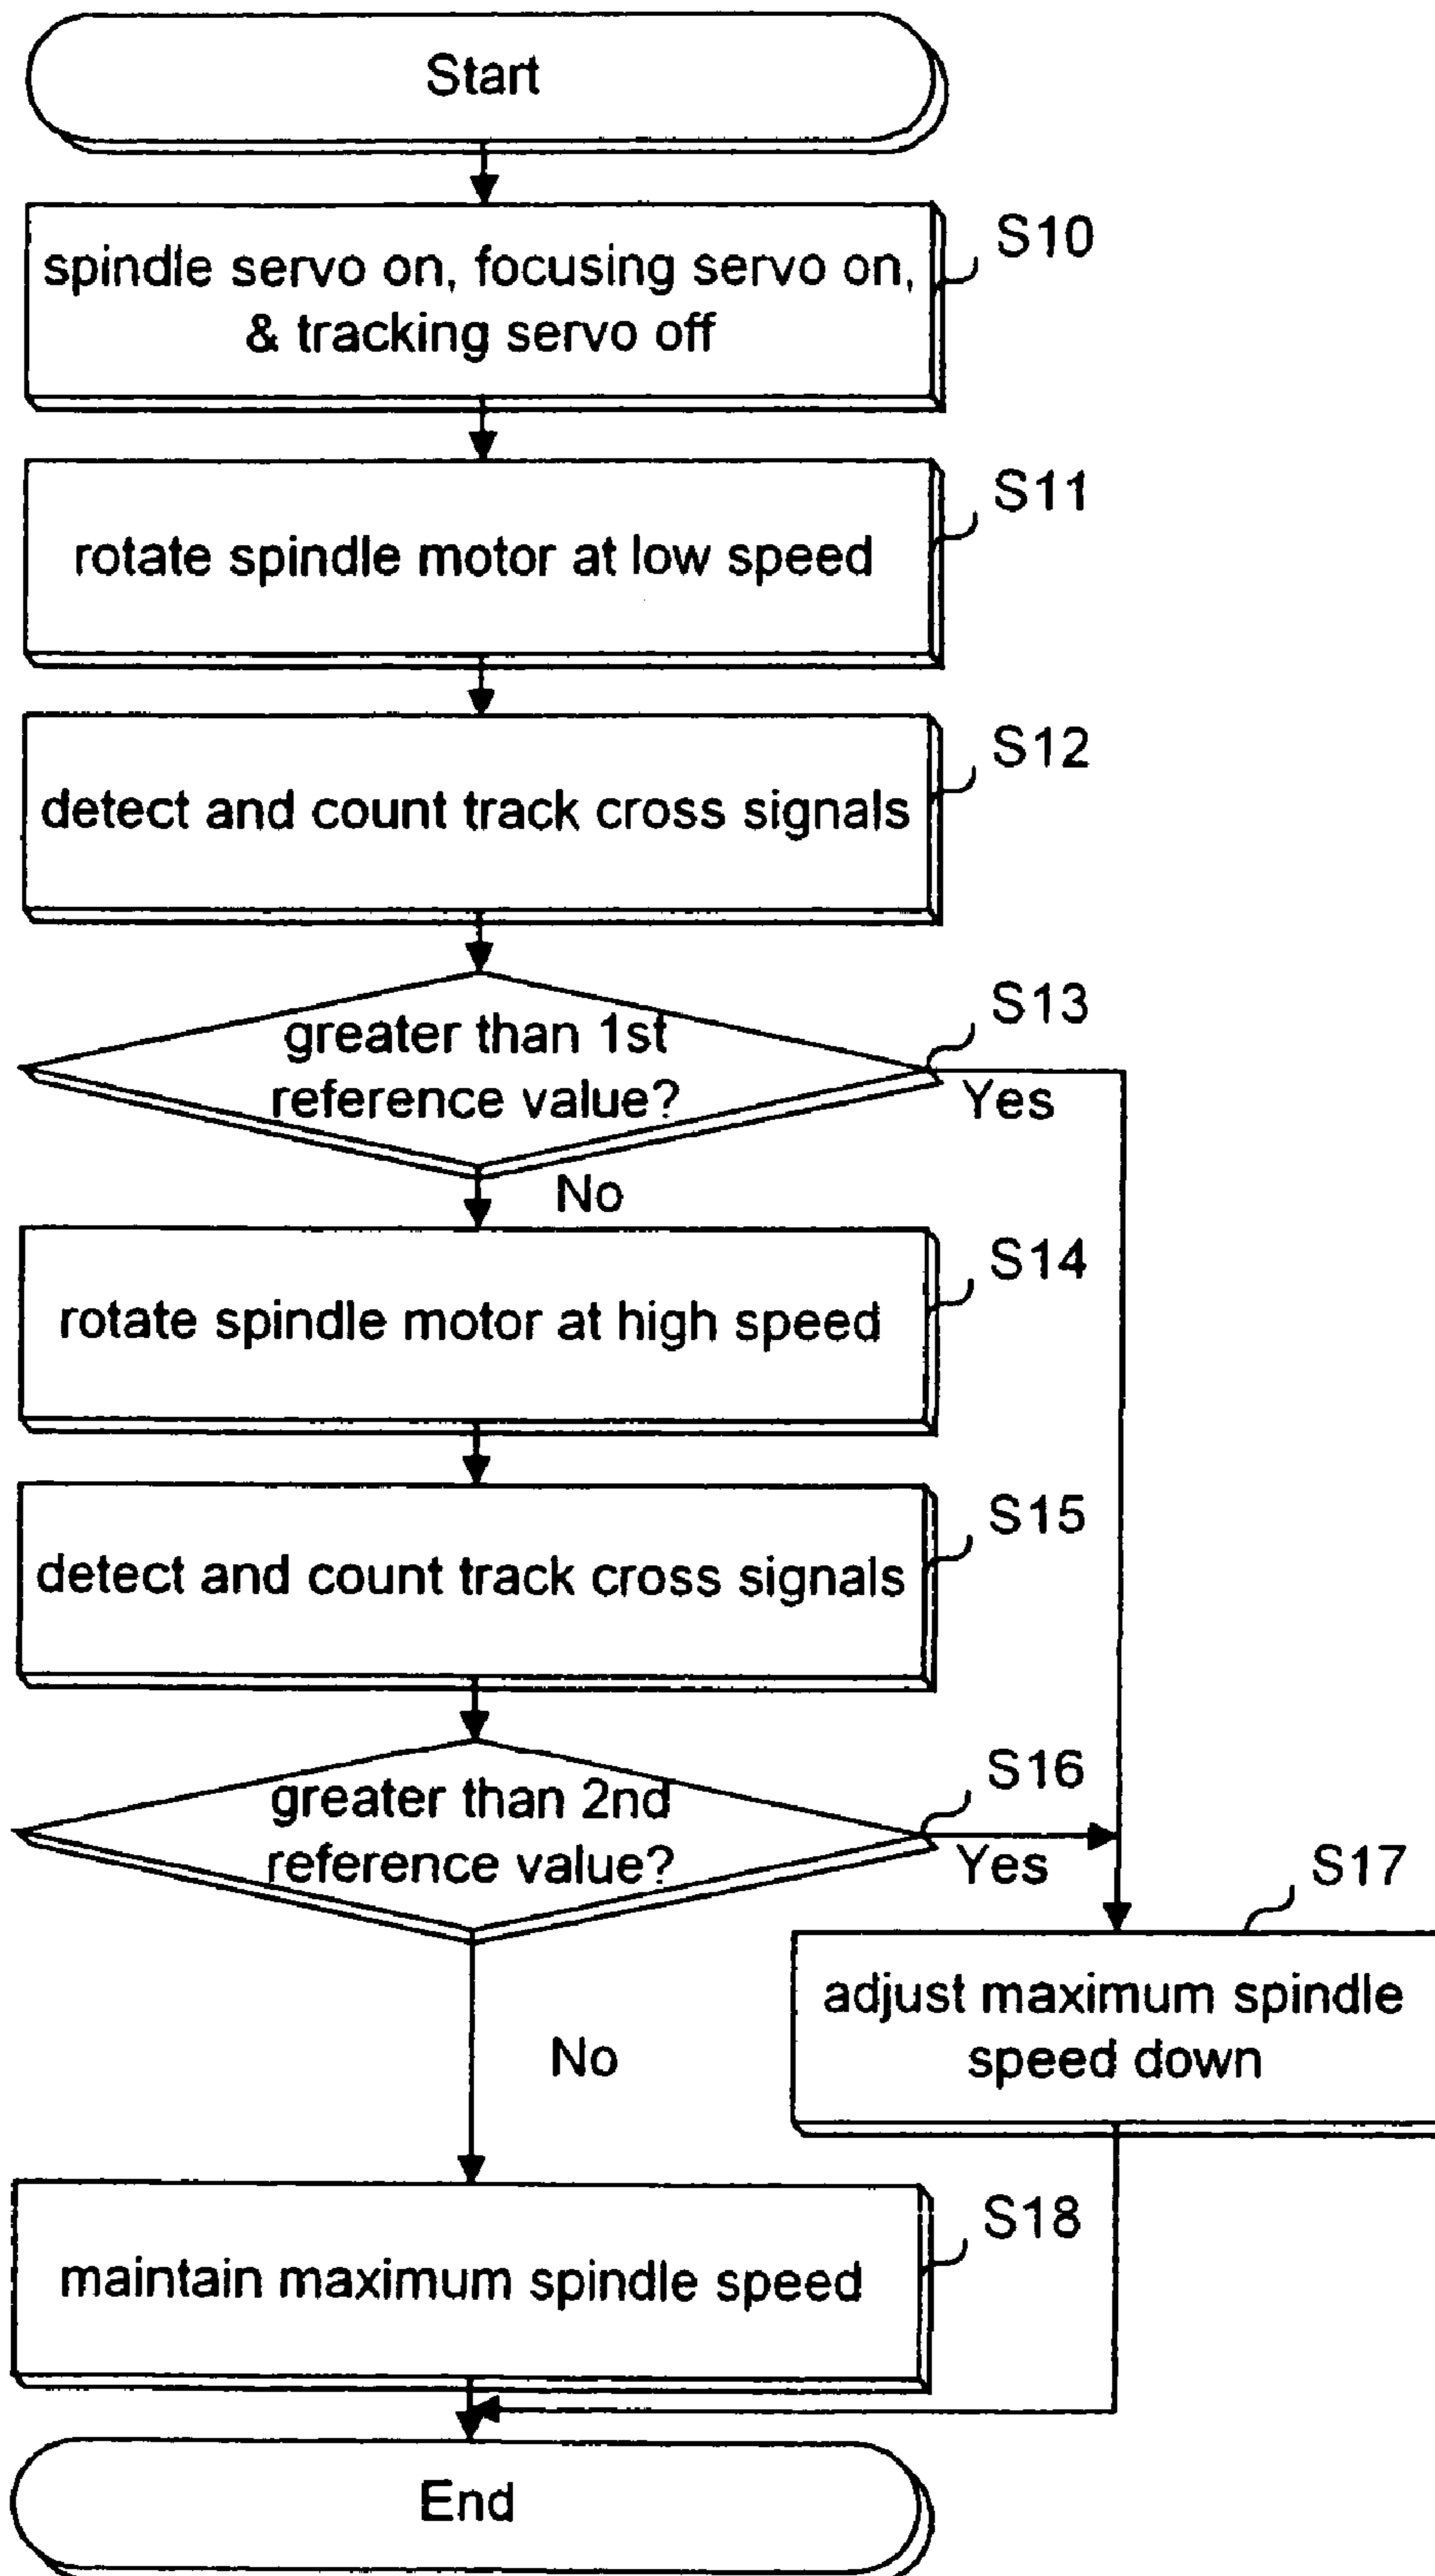 Start
S10
spindle servo on, focusing servo on,
& tracking servo off
S11
rotate spindle motor at low speed
S12
detect and count track cross signals
S13
greater than 1st
reference value?
Yes
No
S14
rotate spindle motor at high speed
S15
detect and count track cross signals
S16
greater than 2nd
reference value?
Yes
S17
adjust maximum spindle
speed down
No
S18
maintain maximum spindle speed
End